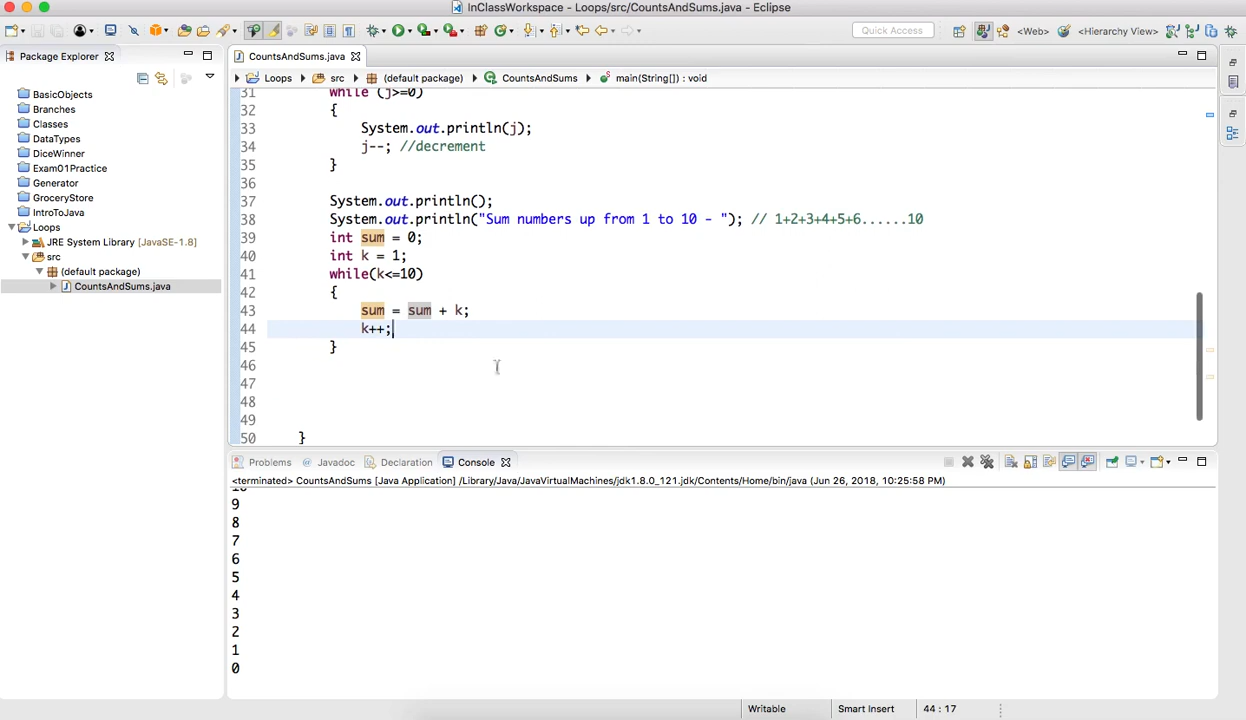 InClassWorkspace - Loops/src/CountsAndSums.java - Eclipse
Quick Access
<Web>
<Hierarchy View>
Package Explorer
CountsAndSums.java
Loops
src
(default package)
CountsAndSums
main(String[]) : void
BasicObjects
Branches
Classes
DataTypes
DiceWinner
Exam01Practice
Generator
GroceryStore
IntroToJava
Loops
JRE System Library [JavaSE-1.8]
src
(default package)
CountsAndSums.java
31 while (j>=0)
32 {
33 System.out.println(j);
34 j--; //decrement
35 }
36
37 System.out.println();
38 System.out.println("Sum numbers up from 1 to 10 - "); // 1+2+3+4+5+6......10
39 int sum = 0;
40 int k = 1;
41 while(k<=10)
42 {
43 sum = sum + k;
44 k++;
45 }
46
47
48
49
50 }
Problems
Javadoc
Declaration
Console
<terminated> CountsAndSums [Java Application] /Library/Java/JavaVirtualMachines/jdk1.8.0_121.jdk/Contents/Home/bin/java (Jun 26, 2018, 10:25:58 PM)
10
9
8
7
6
5
4
3
2
1
0
Writable
Smart Insert
44 : 17